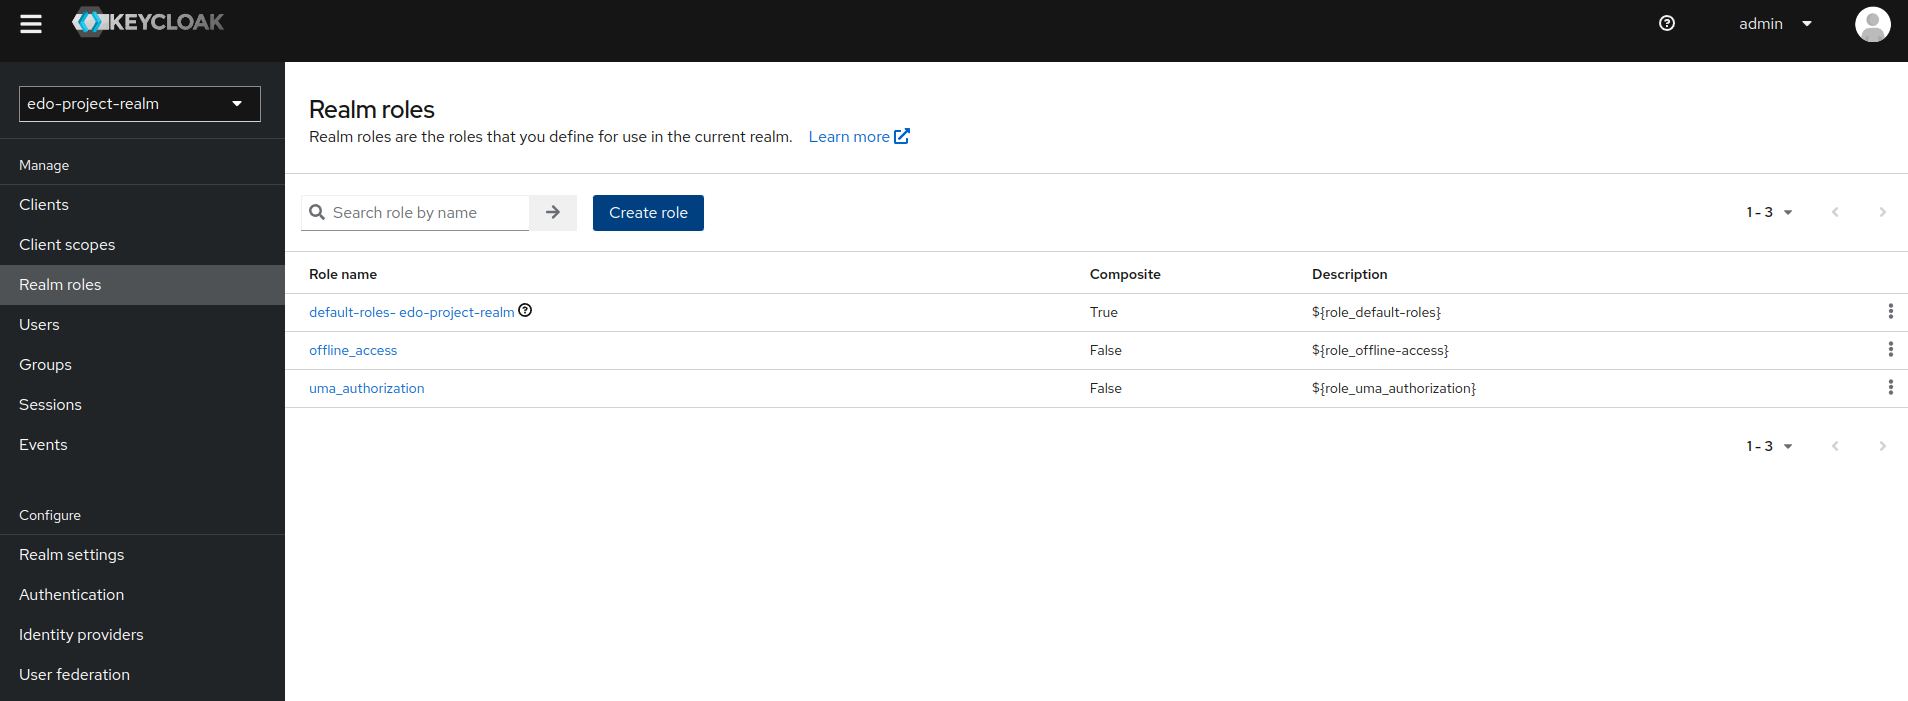 KEYCLOAK
admin
edo-project-realm
Manage
Clients
Client scopes
Realm roles
Users
Groups
Sessions
Events
Configure
Realm settings
Authentication
Identity providers
User federation
Realm roles
Realm roles are the roles that you define for use in the current realm. Learn more
Search role by name
Create role
1 - 3
Role name Composite Description
default-roles- edo-project-realm True ${role_default-roles}
offline_access False ${role_offline-access}
uma_authorization False ${role_uma_authorization}
1 - 3